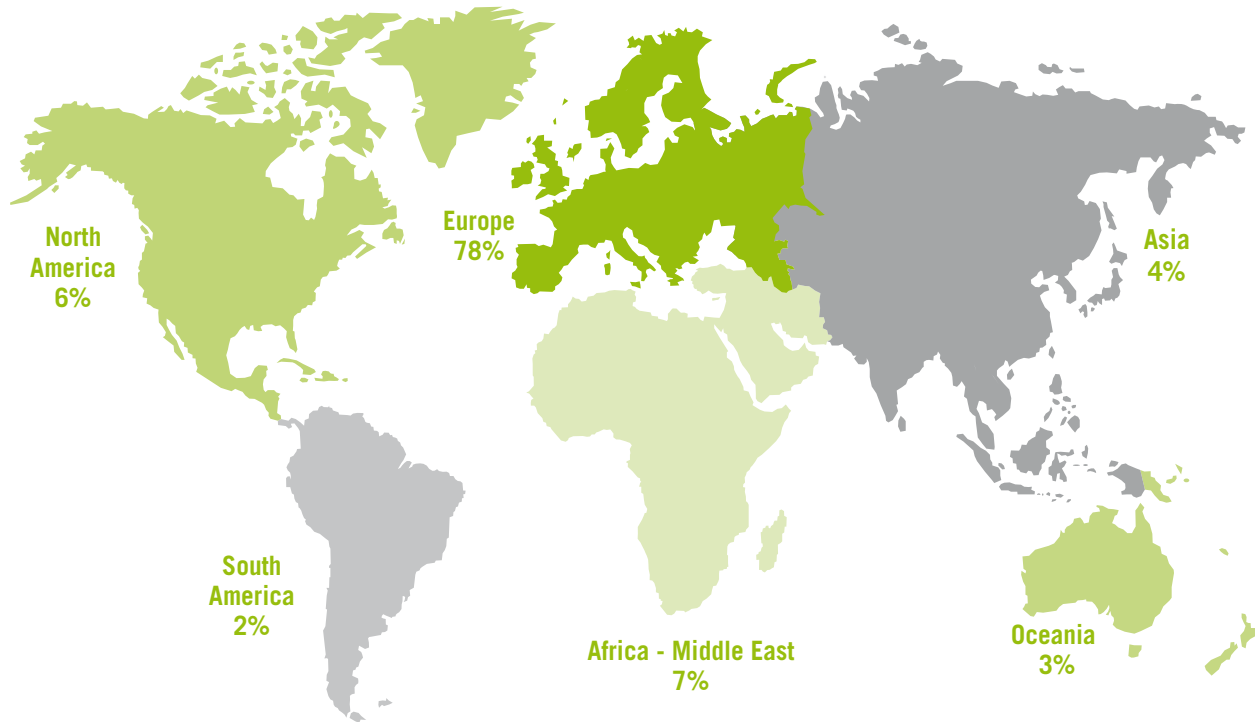 North
America
6%
Europe
78%
Asia
4%
South
America
2%
Africa - Middle East
7%
Oceania
3%